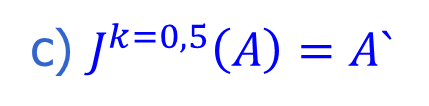 c) J^{k=0,5}(A) = A`